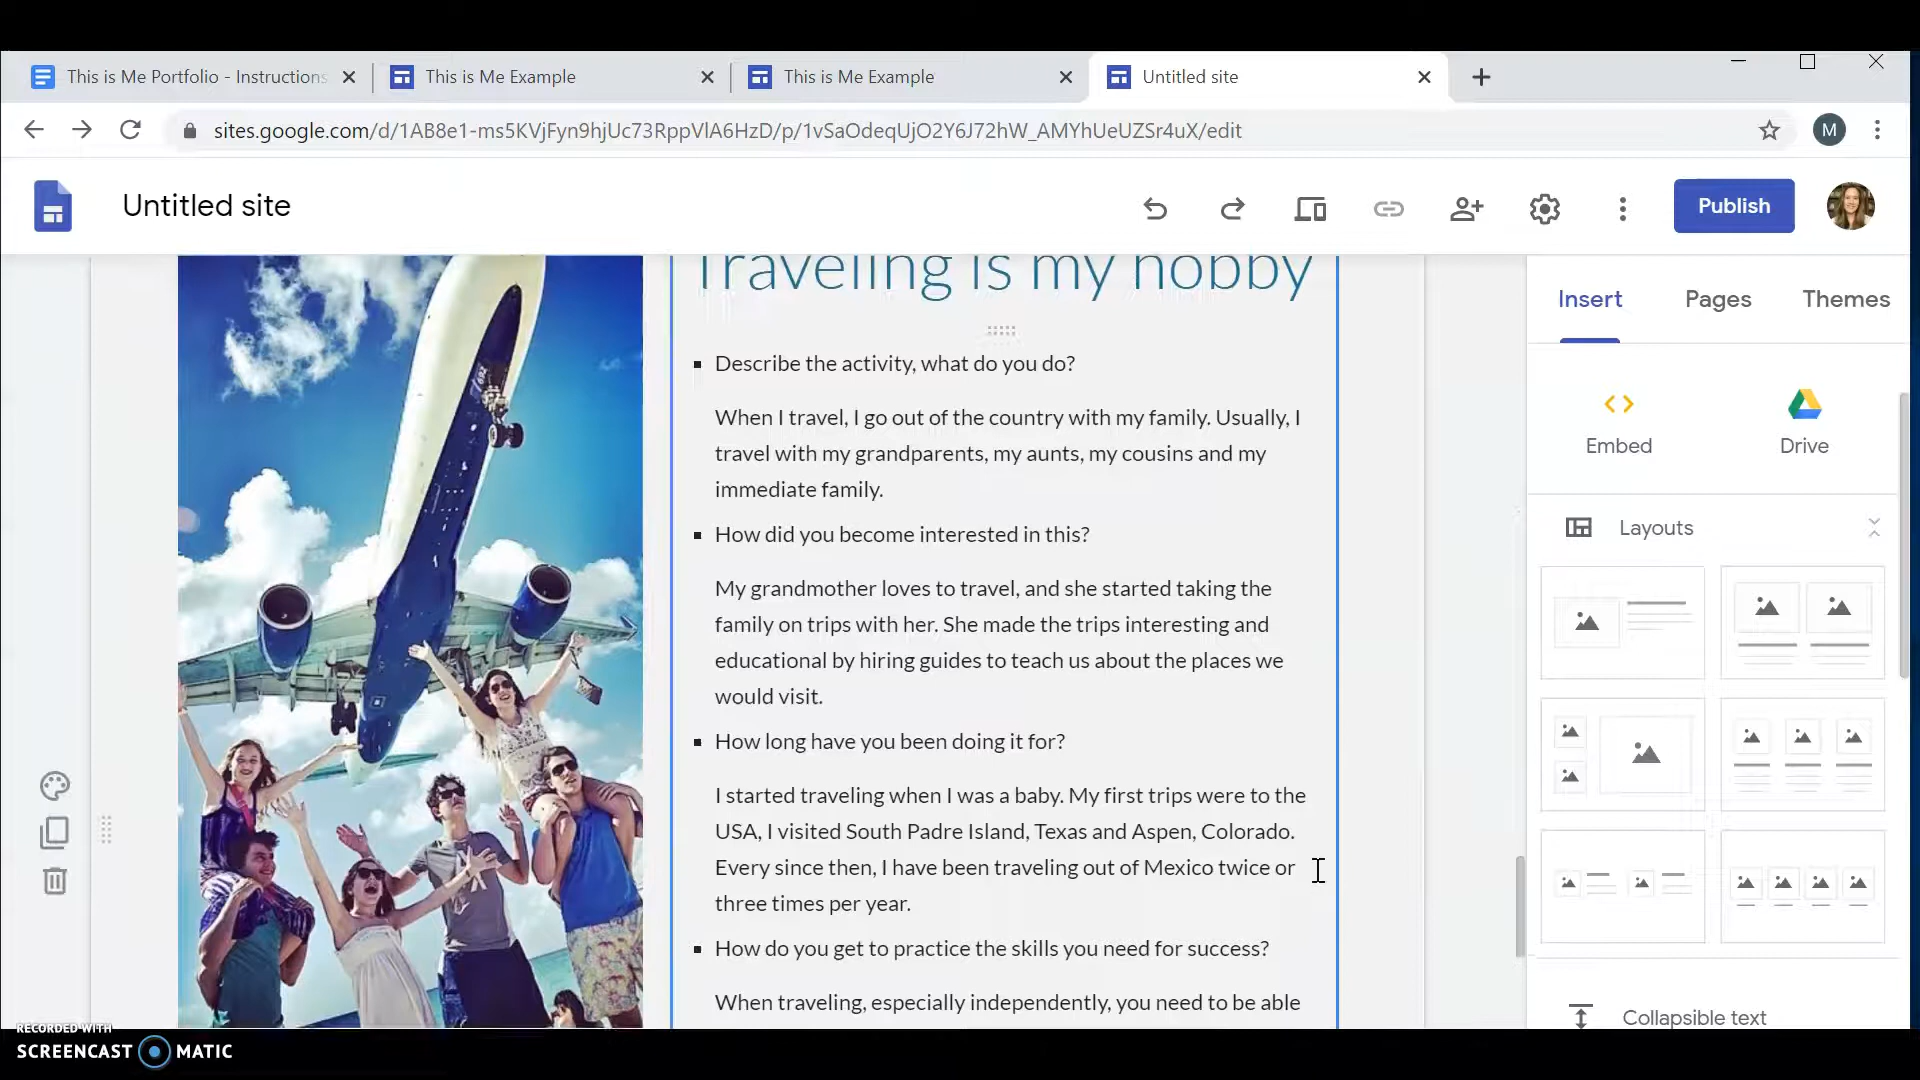 This is Me Portfolio - Instructions
This is Me Example
This is Me Example
Untitled site
sites.google.com/d/1AB8e1-ms5KVjFyn9hjUc73RppVlA6HzD/p/1vSaOdeqUjO2Y6J72hW_AMYhUeUZSr4uX/edit
M
Untitled site
Publish
Traveling is my hobby
Insert
Pages
Themes
▪ Describe the activity, what do you do?
When I travel, I go out of the country with my family. Usually, I
travel with my grandparents, my aunts, my cousins and my
immediate family.
▪ How did you become interested in this?
My grandmother loves to travel, and she started taking the
family on trips with her. She made the trips interesting and
educational by hiring guides to teach us about the places we
would visit.
▪ How long have you been doing it for?
I started traveling when I was a baby. My first trips were to the
USA, I visited South Padre Island, Texas and Aspen, Colorado.
Every since then, I have been traveling out of Mexico twice or
three times per year.
▪ How do you get to practice the skills you need for success?
When traveling, especially independently, you need to be able
Embed
Drive
Layouts
Collapsible text
RECORDED WITH
SCREENCAST MATIC